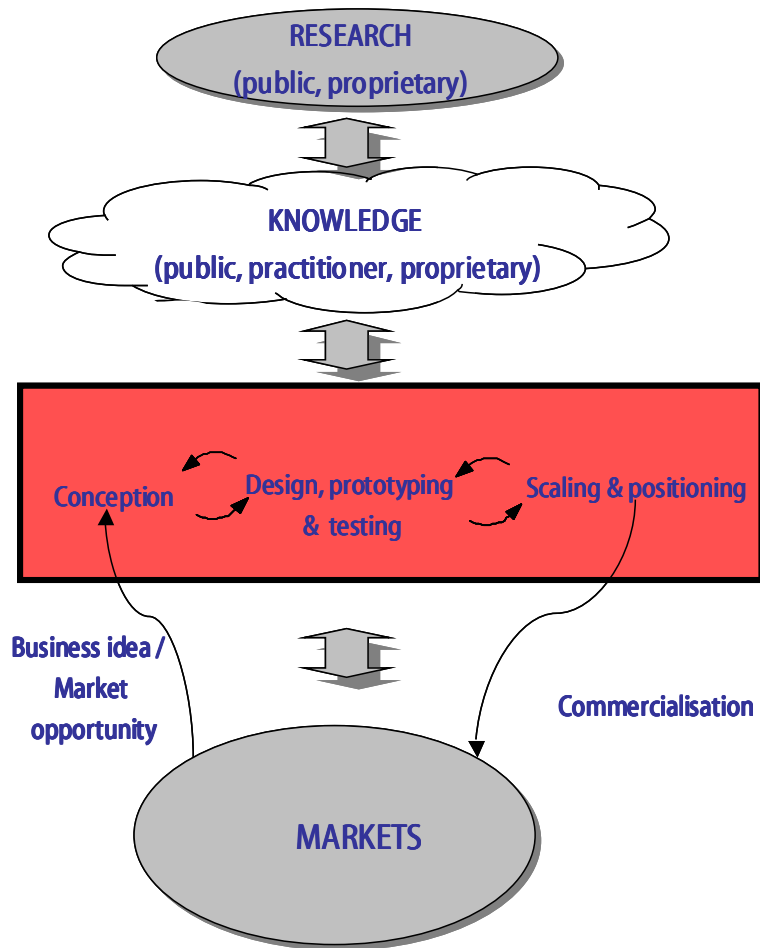 RESEARCH
(public, proprietary)
KNOWLEDGE
(public, practitioner, proprietary)
Conception
Design, prototyping
& testing
Scaling & positioning
Business idea /
Market
opportunity
Commercialisation
MARKETS